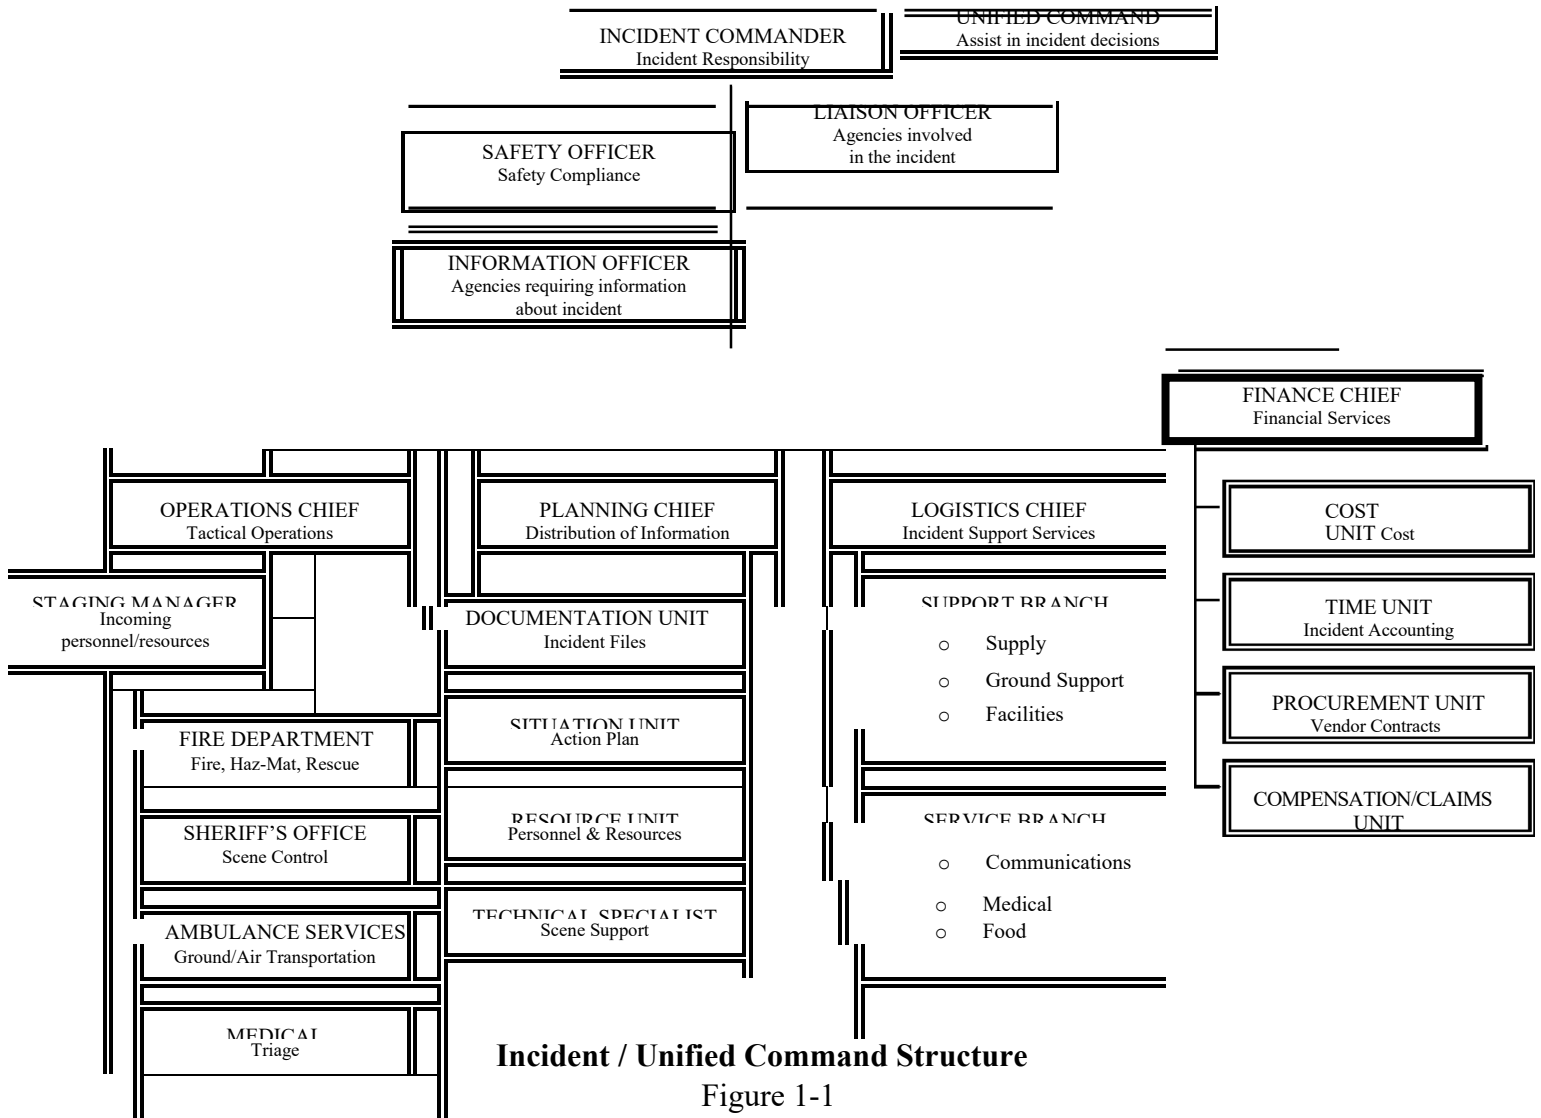 INCIDENT COMMANDER
Incident Responsibility
UNIFIED COMMAND
Assist in incident decisions
SAFETY OFFICER
Safety Compliance
LIAISON OFFICER
Agencies involved
in the incident
INFORMATION OFFICER
Agencies requiring information
about incident
OPERATIONS CHIEF
Tactical Operations
STAGING MANAGER
Incoming
personnel/resources
FIRE DEPARTMENT
Fire, Haz-Mat, Rescue
SHERIFF’S OFFICE
Scene Control
AMBULANCE SERVICES
Ground/Air Transportation
MEDICAL
Triage
PLANNING CHIEF
Distribution of Information
DOCUMENTATION UNIT
Incident Files
SITUATION UNIT
Action Plan
RESOURCE UNIT
Personnel & Resources
TECHNICAL SPECIALIST
Scene Support
LOGISTICS CHIEF
Incident Support Services
SUPPORT BRANCH
o Supply
o Ground Support
o Facilities
SERVICE BRANCH
o Communications
o Medical
o Food
FINANCE CHIEF
Financial Services
COST
UNIT Cost
TIME UNIT
Incident Accounting
PROCUREMENT UNIT
Vendor Contracts
COMPENSATION/CLAIMS
UNIT
Incident / Unified Command Structure
Figure 1-1